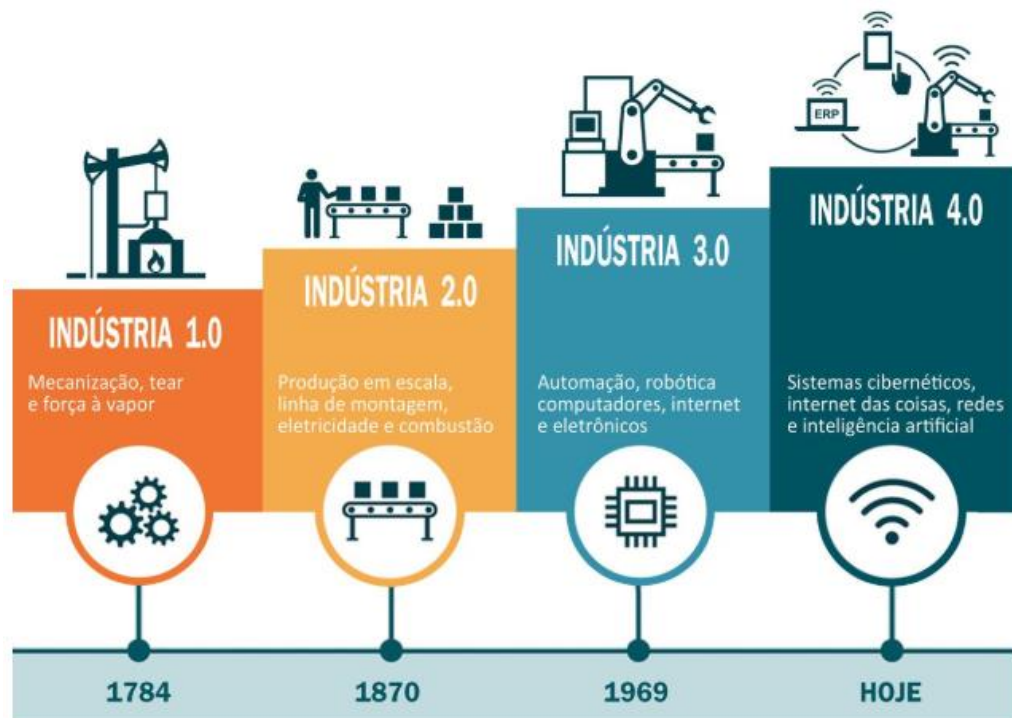 ERP
INDÚSTRIA 1.0
Mecanização, tear
e força à vapor
1784
INDÚSTRIA 2.0
Produção em escala,
linha de montagem,
eletricidade e combustão
1870
INDÚSTRIA 3.0
Automação, robótica
computadores, internet
e eletrônicos
1969
INDÚSTRIA 4.0
Sistemas cibernéticos,
internet das coisas, redes
e inteligência artificial
HOJE